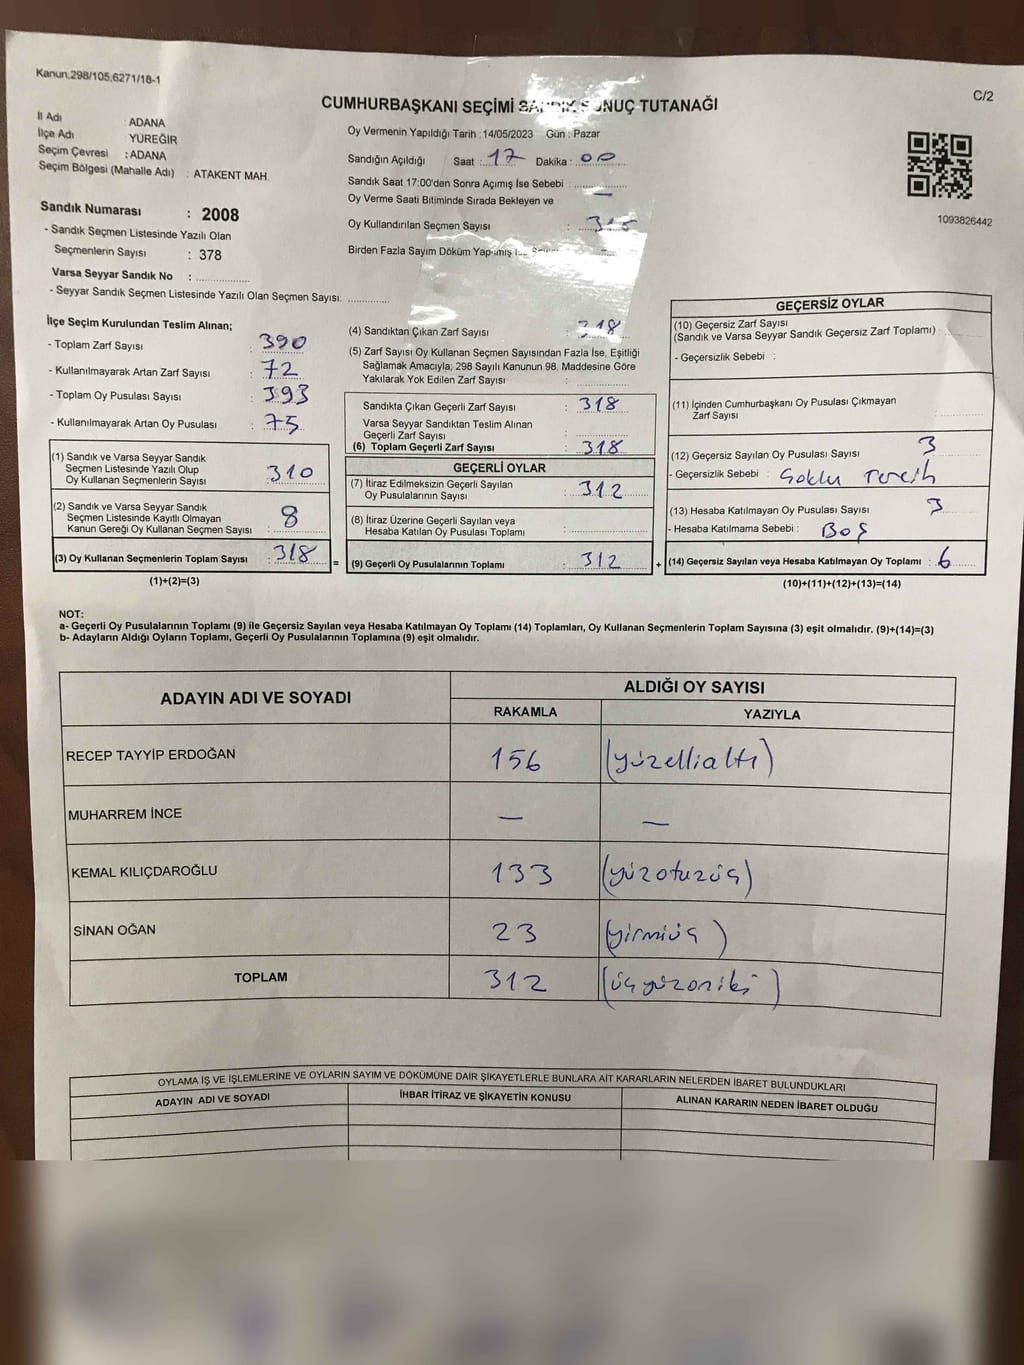 Kanun:298/105,6271/18-1
C/2
CUMHURBAŞKANI SEÇİMİ SANDIK SONUÇ TUTANAĞI
İl Adı : ADANA
İlçe Adı : YÜREĞİR
Seçim Çevresi : ADANA
Seçim Bölgesi (Mahalle Adı) : ATAKENT MAH.
Oy Vermenin Yapıldığı Tarih : 14/05/2023 Gün : Pazar
Sandığın Açıldığı Saat : 17 Dakika : 00
Sandık Saat 17:00'den Sonra Açımış İse Sebebi :
Oy Verme Saati Bitiminde Sırada Bekleyen ve —
Oy Kullandırılan Seçmen Sayısı :
Birden Fazla Sayım Döküm Yapılmış
1093826442
Sandık Numarası : 2008
- Sandık Seçmen Listesinde Yazılı Olan
Seçmenlerin Sayısı : 378
Varsa Seyyar Sandık No :
- Seyyar Sandık Seçmen Listesinde Yazılı Olan Seçmen Sayısı:
İlçe Seçim Kurulundan Teslim Alınan;
- Toplam Zarf Sayısı : 390
- Kullanılmayarak Artan Zarf Sayısı : 72
- Toplam Oy Pusulası Sayısı : 393
- Kullanılmayarak Artan Oy Pusulası : 75
(1) Sandık ve Varsa Seyyar Sandık
Seçmen Listesinde Yazılı Olup
Oy Kullanan Seçmenlerin Sayısı : 310
(2) Sandık ve Varsa Seyyar Sandık
Seçmen Listesinde Kayıtlı Olmayan
Kanun Gereği Oy Kullanan Seçmen Sayısı : 8
(3) Oy Kullanan Seçmenlerin Toplam Sayısı : 318
(1)+(2)=(3)
(4) Sandıktan Çıkan Zarf Sayısı : 318
(5) Zarf Sayısı Oy Kullanan Seçmen Sayısından Fazla İse, Eşitliği
Sağlamak Amacıyla, 298 Sayılı Kanunun 98. Maddesine Göre
Yakılarak Yok Edilen Zarf Sayısı :
Sandıkta Çıkan Geçerli Zarf Sayısı : 318
Varsa Seyyar Sandıktan Teslim Alınan
Geçerli Zarf Sayısı :
(6) Toplam Geçerli Zarf Sayısı : 318
=
GEÇERLİ OYLAR
(7) İtiraz Edilmeksizin Geçerli Sayılan
Oy Pusulalarının Sayısı : 312
(8) İtiraz Üzerine Geçerli Sayılan veya
Hesaba Katılan Oy Pusulası Toplamı :
(9) Geçerli Oy Pusulalarının Toplamı : 312
+
GEÇERSİZ OYLAR
(10) Geçersiz Zarf Sayısı
(Sandık ve Varsa Seyyar Sandık Geçersiz Zarf Toplamı) :
- Geçersizlik Sebebi :
(11) İçinden Cumhurbaşkanı Oy Pusulası Çıkmayan
Zarf Sayısı
(12) Geçersiz Sayılan Oy Pusulası Sayısı 3
- Geçersizlik Sebebi : Çoklu Tercih
(13) Hesaba Katılmayan Oy Pusulası Sayısı 3
- Hesaba Katılmama Sebebi : Boş
(14) Geçersiz Sayılan veya Hesaba Katılmayan Oy Toplamı : 6
(10)+(11)+(12)+(13)=(14)
NOT:
a- Geçerli Oy Pusulalarının Toplamı (9) ile Geçersiz Sayılan veya Hesaba Katılmayan Oy Toplamı (14) Toplamları, Oy Kullanan Seçmenlerin Toplam Sayısına (3) eşit olmalıdır. (9)+(14)=(3)
b- Adayların Aldığı Oyların Toplamı, Geçerli Oy Pusulalarının Toplamına (9) eşit olmalıdır.
ADAYIN ADI VE SOYADI ALDIĞI OY SAYISI
RAKAMLA YAZIYLA
RECEP TAYYİP ERDOĞAN 156 (yüzellialtı)
MUHARREM İNCE — —
KEMAL KILIÇDAROĞLU 133 (yüzotuzüç)
SİNAN OĞAN 23 (yirmiüç)
TOPLAM 312 (üçyüzoniki)
OYLAMA İŞ VE İŞLEMLERİNE VE OYLARIN SAYIM VE DÖKÜMÜNE DAİR ŞİKAYETLERLE BUNLARA AİT KARARLARIN NELERDEN İBARET BULUNDUKLARI
ADAYIN ADI VE SOYADI İHBAR İTİRAZ VE ŞİKAYETİN KONUSU ALINAN KARARIN NEDEN İBARET OLDUĞU